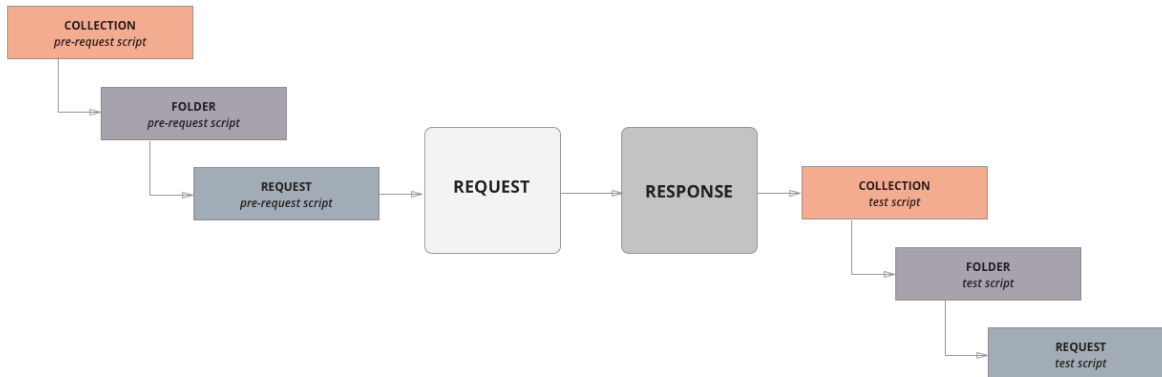 COLLECTION
pre-request script
FOLDER
pre-request script
REQUEST
pre-request script
REQUEST
RESPONSE
COLLECTION
test script
FOLDER
test script
REQUEST
test script